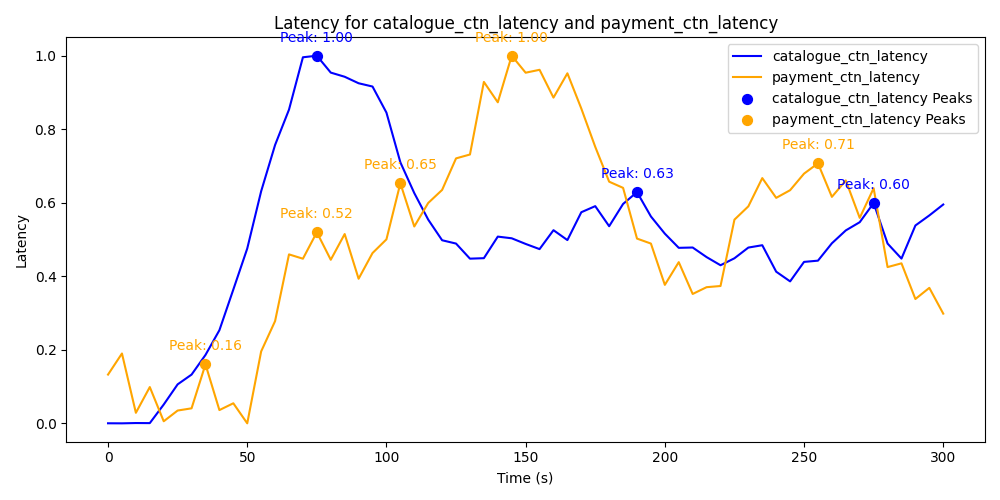 Latency for catalogue_ctn_latency and payment_ctn_latency
Peak: 1.00
Peak: 1.00
catalogue_ctn_latency
payment_ctn_latency
catalogue_ctn_latency Peaks
payment_ctn_latency Peaks
Peak: 0.71
Peak: 0.65
Peak: 0.63
Peak: 0.60
Peak: 0.52
Peak: 0.16
1.0
0.8
0.6
0.4
0.2
0.0
Latency
0
50
100
150
200
250
300
Time (s)